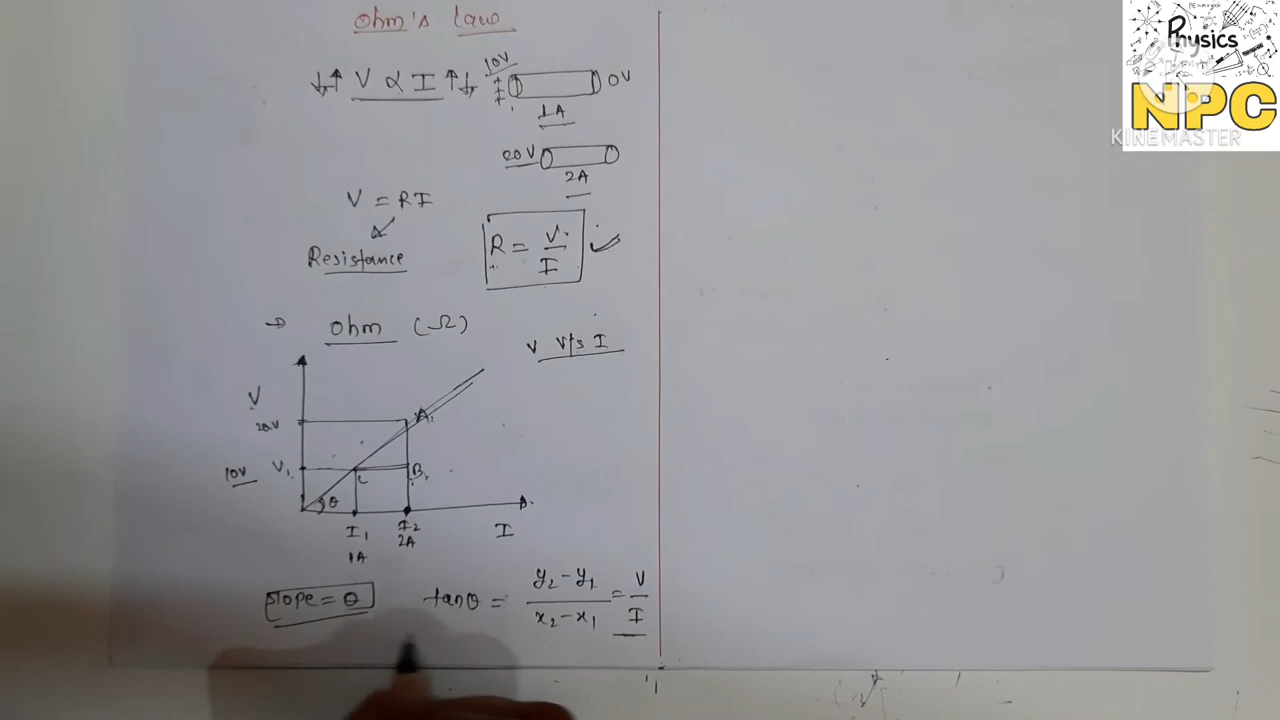 Ohm's law
V ∝ I
10V
0V
1A
20V
2A
V = RI
Resistance
R = V/I
→ Ohm (Ω)
V V/s I
V
20V
A
10V V1
C
B
θ
I1
I2
I
1A
2A
slope = θ
tanθ = y2-y1/x2-x1 = V/I
Physics
NPC
KINEMASTER